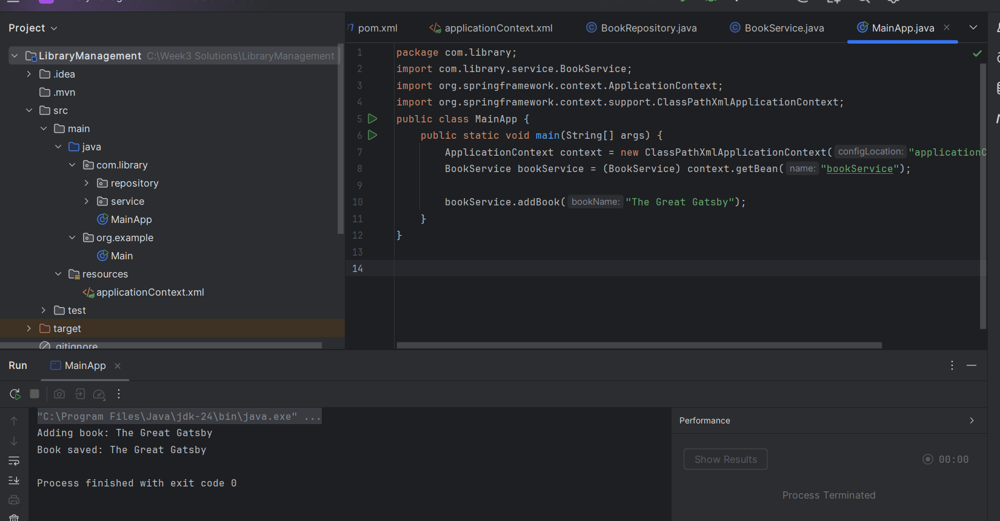 Project
pom.xml
applicationContext.xml
BookRepository.java
BookService.java
MainApp.java
LibraryManagement C:\Week3 Solutions\LibraryManagement
.idea
.mvn
src
main
java
com.library
repository
service
MainApp
org.example
Main
resources
applicationContext.xml
test
target
.gitignore
1 package com.library;
2 import com.library.service.BookService;
3 import org.springframework.context.ApplicationContext;
4 import org.springframework.context.support.ClassPathXmlApplicationContext;
5 public class MainApp {
6 public static void main(String[] args) {
7 ApplicationContext context = new ClassPathXmlApplicationContext( configLocation: "applicationC
8 BookService bookService = (BookService) context.getBean( name: "bookService");
9
10 bookService.addBook( bookName: "The Great Gatsby");
11 }
12 }
13
14
Run
MainApp
"C:\Program Files\Java\jdk-24\bin\java.exe" ...
Adding book: The Great Gatsby
Book saved: The Great Gatsby
Process finished with exit code 0
Performance
Show Results
00:00
Process Terminated